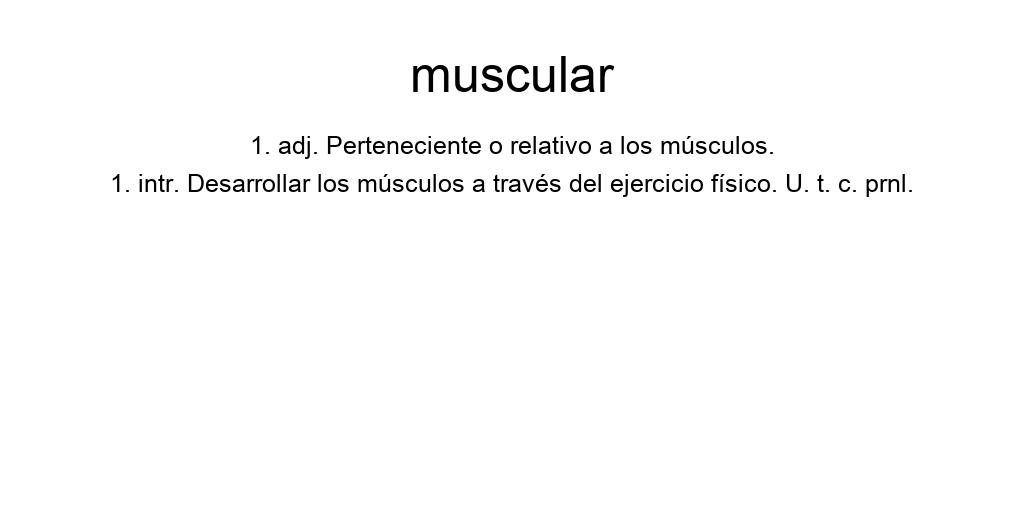 muscular
1. adj. Perteneciente o relativo a los músculos.
1. intr. Desarrollar los músculos a través del ejercicio físico. U. t. c. prnl.